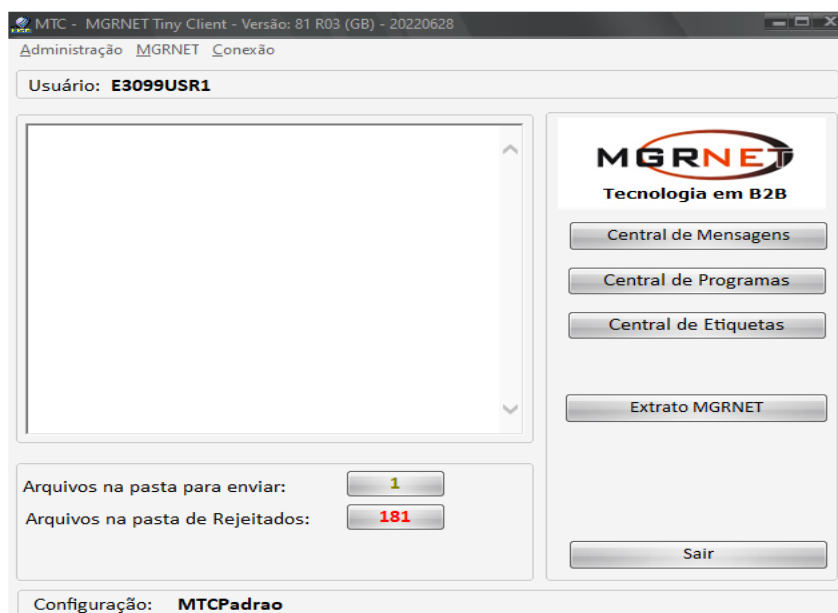 MTC - MGRNET Tiny Client - Versão: 81 R03 (GB) - 20220628
Administração MGRNET Conexão
Usuário: E3099USR1
MGRNET
Tecnologia em B2B
Central de Mensagens
Central de Programas
Central de Etiquetas
Extrato MGRNET
Arquivos na pasta para enviar: 1
Arquivos na pasta de Rejeitados: 181
Sair
Configuração: MTCPadrao